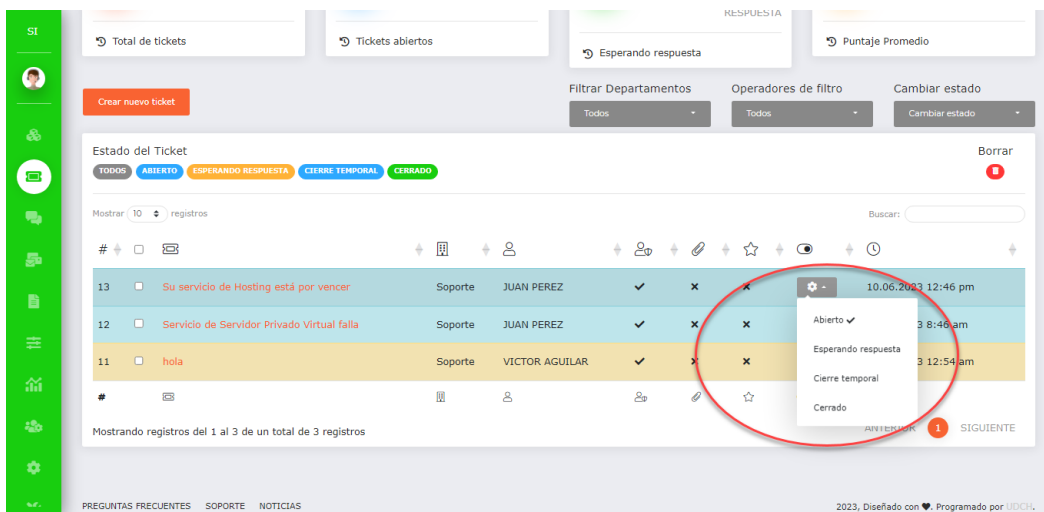 SI
RESPUESTA
Total de tickets
Tickets abiertos
Esperando respuesta
Puntaje Promedio
Crear nuevo ticket
Filtrar Departamentos
Operadores de filtro
Cambiar estado
Todos
Todos
Cambiar estado
Estado del Ticket
Borrar
TODOS ABIERTO ESPERANDO RESPUESTA CIERRE TEMPORAL CERRADO
Mostrar 10 registros
Buscar:
#
13 Su servicio de Hosting está por vencer Soporte JUAN PEREZ 10.06.2023 12:46 pm
12 Servicio de Servidor Privado Virtual falla Soporte JUAN PEREZ 3 8:46 am
11 hola Soporte VICTOR AGUILAR 3 12:54 am
Abierto
Esperando respuesta
Cierre temporal
Cerrado
#
Mostrando registros del 1 al 3 de un total de 3 registros
ANTERIOR 1 SIGUIENTE
PREGUNTAS FRECUENTES SOPORTE NOTICIAS
2023, Diseñado con ♥. Programado por UDCH.